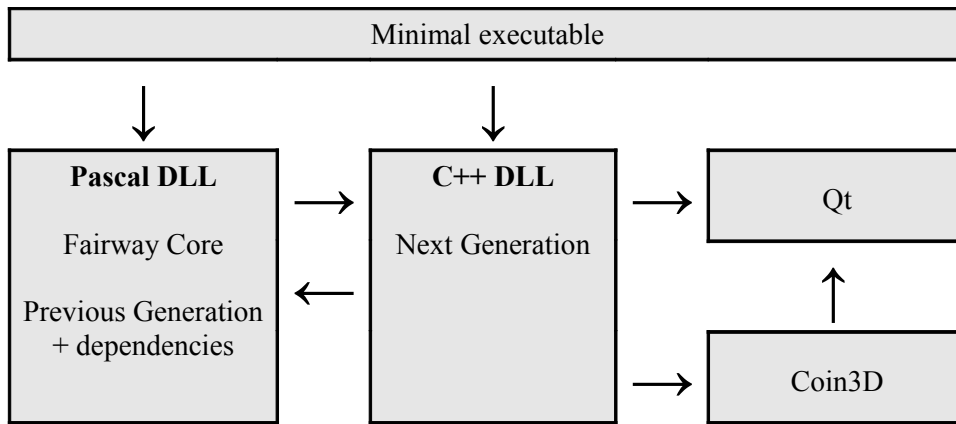 Minimal executable
Pascal DLL
Fairway Core
Previous Generation
+ dependencies
C++ DLL
Next Generation
Qt
Coin3D